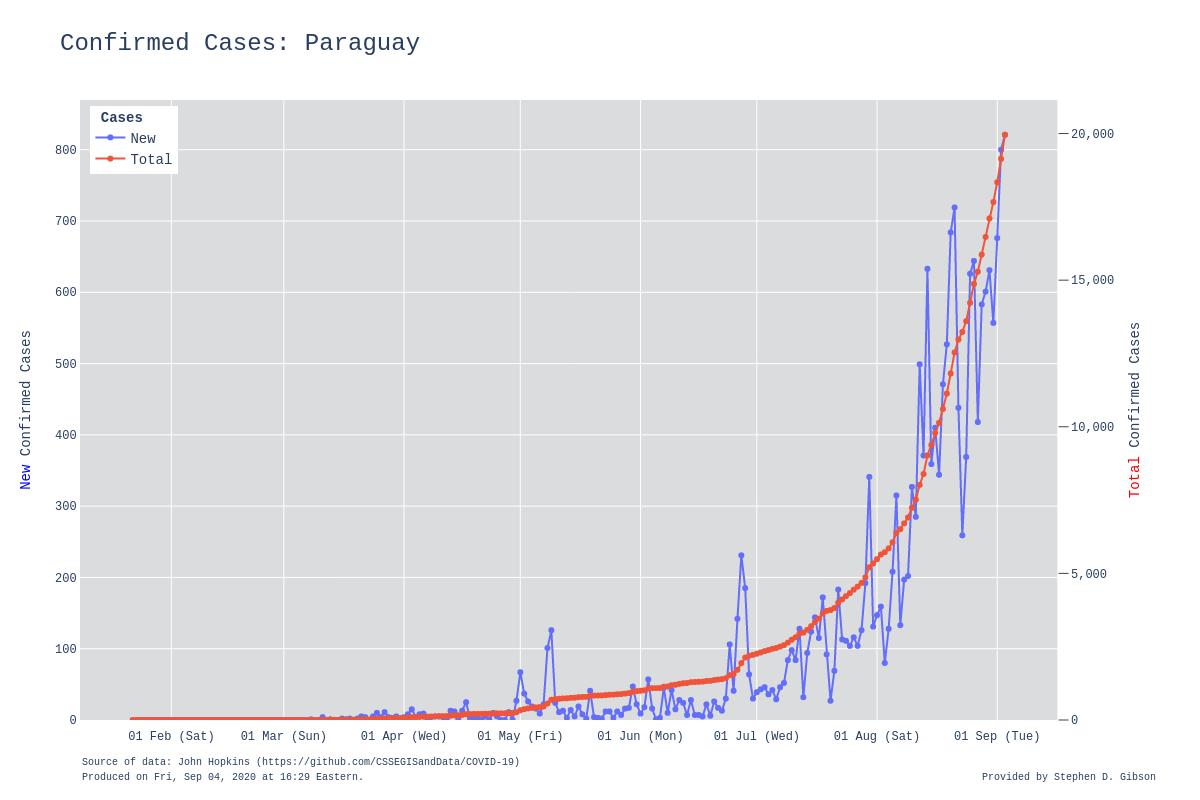 Confirmed Cases: Paraguay
Cases
New
Total
800
700
600
500
400
300
200
100
0
20,000
15,000
10,000
5,000
0
New Confirmed Cases
Total Confirmed Cases
01 Feb (Sat)
01 Mar (Sun)
01 Apr (Wed)
01 May (Fri)
01 Jun (Mon)
01 Jul (Wed)
01 Aug (Sat)
01 Sep (Tue)
Source of data: John Hopkins (https://github.com/CSSEGISandData/COVID-19)
Produced on Fri, Sep 04, 2020 at 16:29 Eastern.
Provided by Stephen D. Gibson